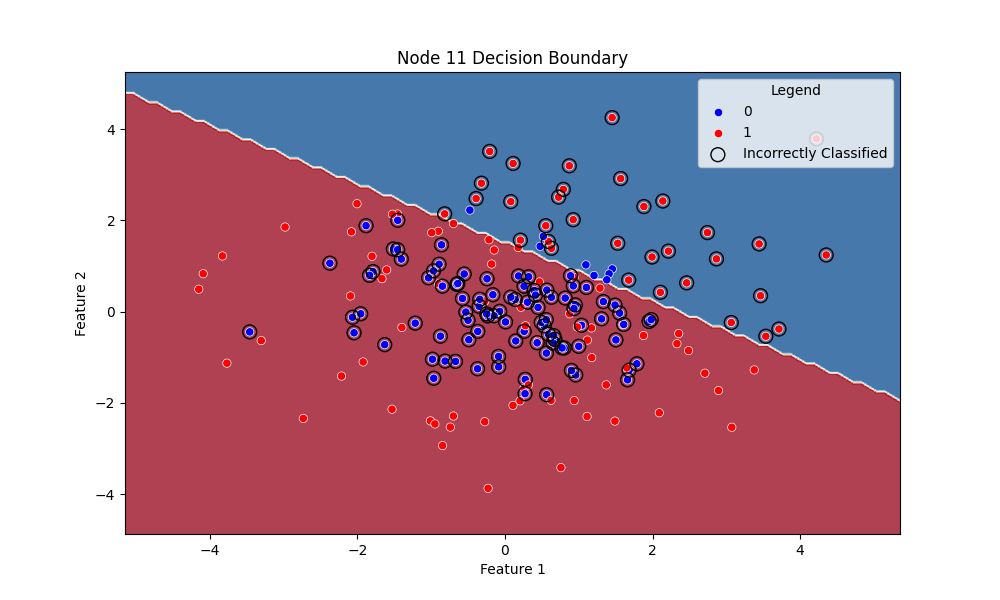 Node 11 Decision Boundary
Legend
0
1
Incorrectly Classified
Feature 2
4
2
0
−2
−4
−4
−2
0
2
4
Feature 1